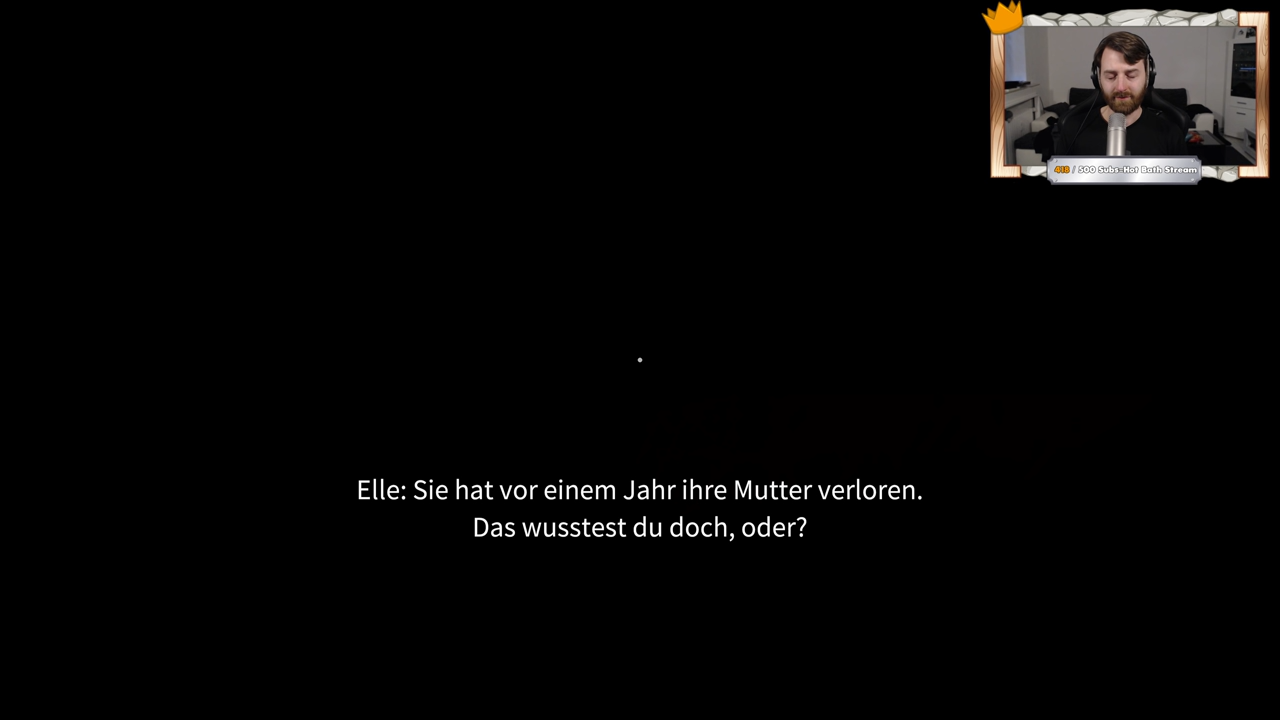 418 / 500 Subs-Hot Bath Stream
Elle: Sie hat vor einem Jahr ihre Mutter verloren.
Das wusstest du doch, oder?